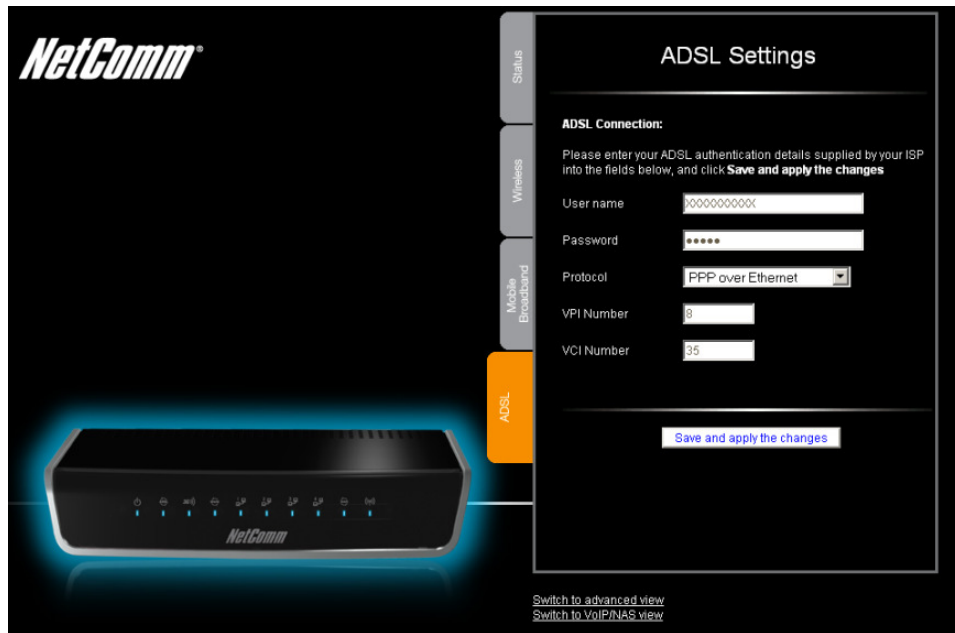 NetComm®
Status
Wireless
Mobile
Broadband
ADSL
ADSL Settings
ADSL Connection:
Please enter your ADSL authentication details supplied by your ISP
into the fields below, and click Save and apply the changes
User name XXXXXXXXXX
Password •••••
Protocol PPP over Ethernet
VPI Number 8
VCI Number 35
Save and apply the changes
NetComm
Switch to advanced view
Switch to VoIP/NAS view